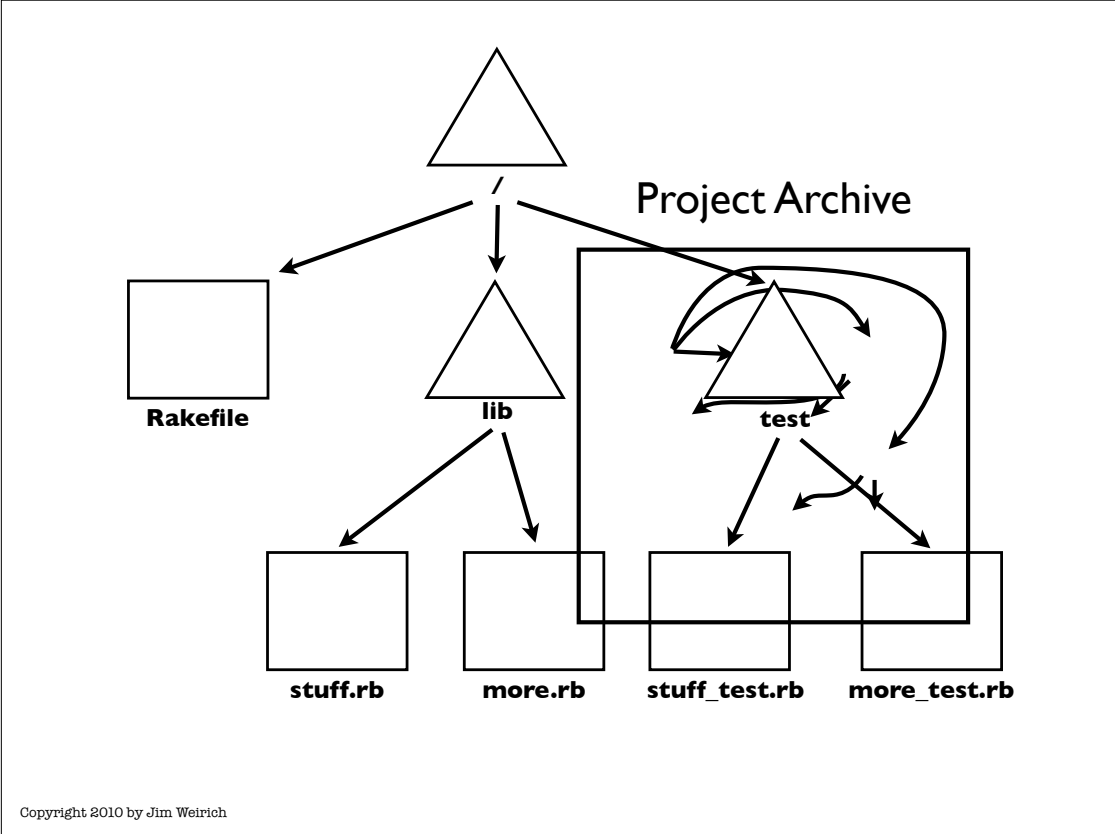 /
Project Archive
Rakefile
lib
test
stuff.rb
more.rb
stuff_test.rb
more_test.rb
Copyright 2010 by Jim Weirich